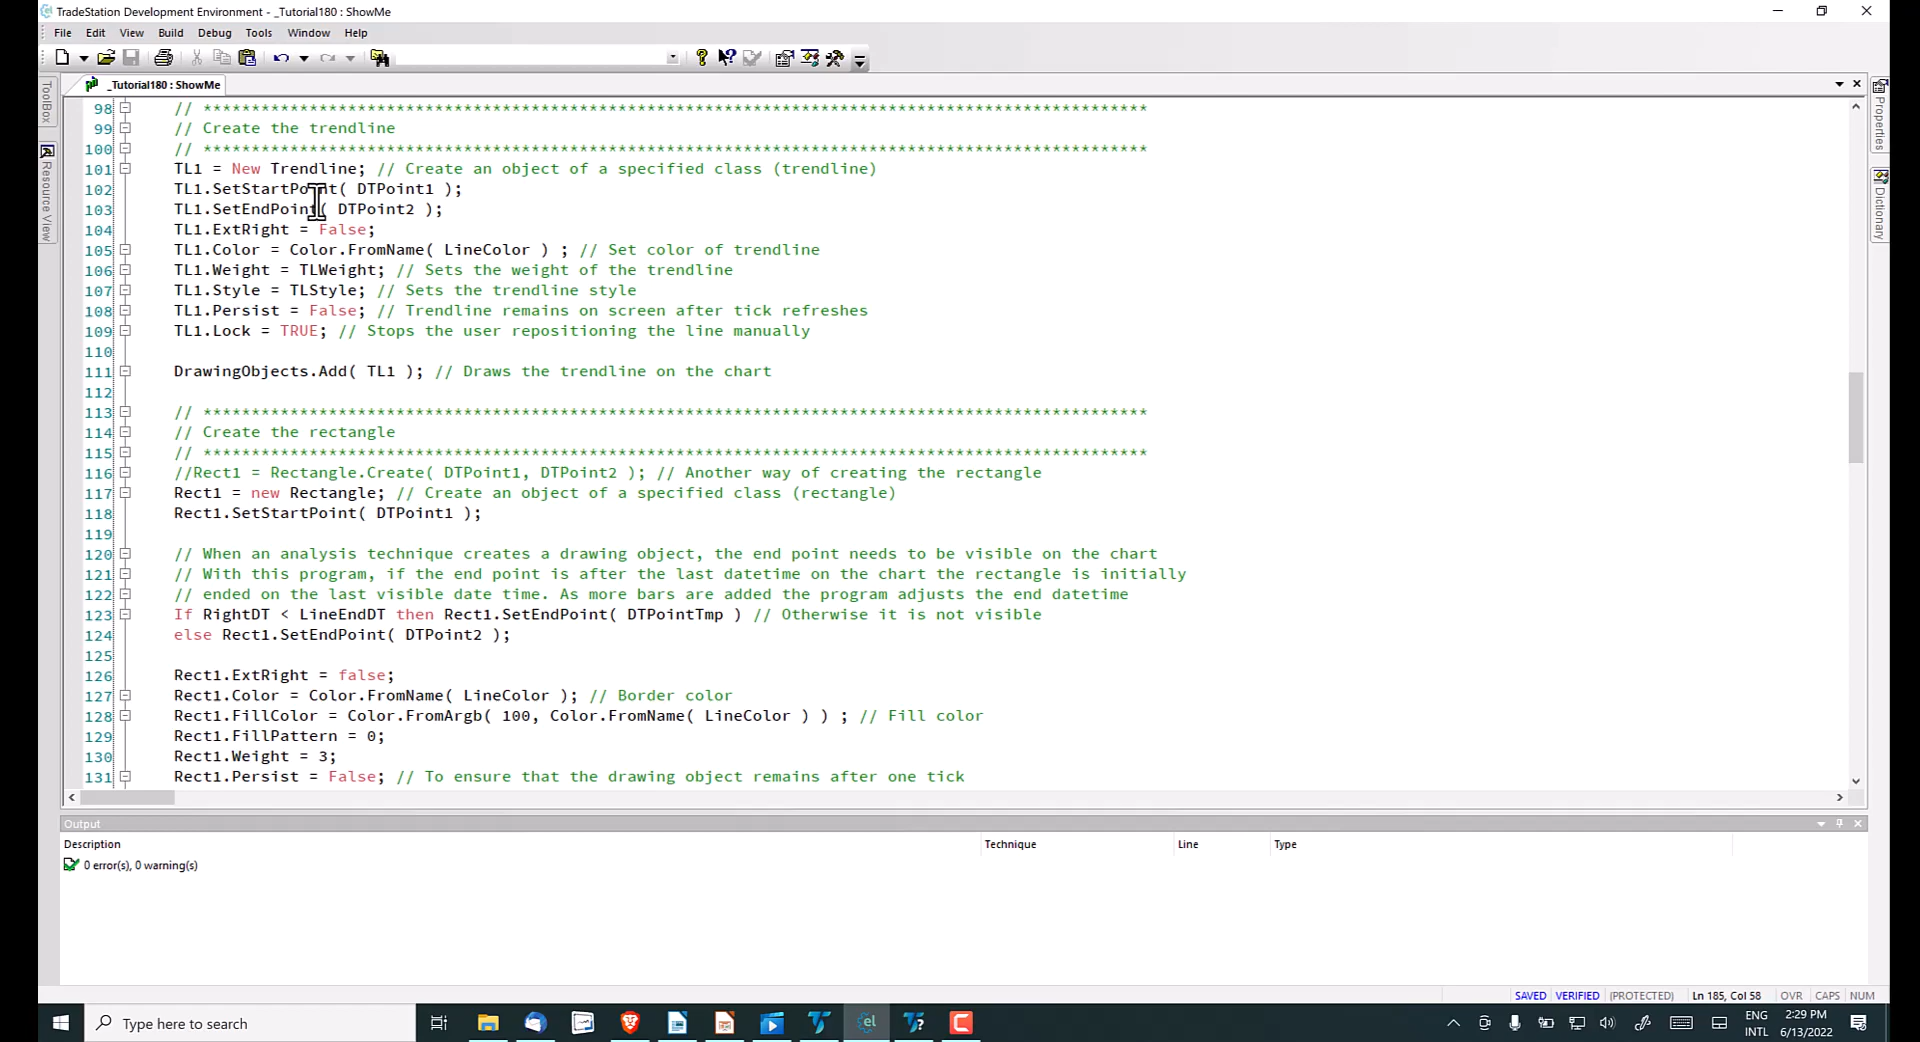 TradeStation Development Environment - _Tutorial180 : ShowMe
File Edit View Build Debug Tools Window Help
_Tutorial180 : ShowMe
ToolBox
Resource View
Properties
Dictionary
98 // **************************************************************************************************
99 // Create the trendline
100 // **************************************************************************************************
101 TL1 = New Trendline; // Create an object of a specified class (trendline)
102 TL1.SetStartPoint( DTPoint1 );
103 TL1.SetEndPoint( DTPoint2 );
104 TL1.ExtRight = False;
105 TL1.Color = Color.FromName( LineColor ) ; // Set color of trendline
106 TL1.Weight = TLWeight; // Sets the weight of the trendline
107 TL1.Style = TLStyle; // Sets the trendline style
108 TL1.Persist = False; // Trendline remains on screen after tick refreshes
109 TL1.Lock = TRUE; // Stops the user repositioning the line manually
110
111 DrawingObjects.Add( TL1 ); // Draws the trendline on the chart
112
113 // **************************************************************************************************
114 // Create the rectangle
115 // **************************************************************************************************
116 //Rect1 = Rectangle.Create( DTPoint1, DTPoint2 ); // Another way of creating the rectangle
117 Rect1 = new Rectangle; // Create an object of a specified class (rectangle)
118 Rect1.SetStartPoint( DTPoint1 );
119
120 // When an analysis technique creates a drawing object, the end point needs to be visible on the chart
121 // With this program, if the end point is after the last datetime on the chart the rectangle is initially
122 // ended on the last visible date time. As more bars are added the program adjusts the end datetime
123 If RightDT < LineEndDT then Rect1.SetEndPoint( DTPointTmp ) // Otherwise it is not visible
124 else Rect1.SetEndPoint( DTPoint2 );
125
126 Rect1.ExtRight = false;
127 Rect1.Color = Color.FromName( LineColor ); // Border color
128 Rect1.FillColor = Color.FromArgb( 100, Color.FromName( LineColor ) ) ; // Fill color
129 Rect1.FillPattern = 0;
130 Rect1.Weight = 3;
131 Rect1.Persist = False; // To ensure that the drawing object remains after one tick
Output
Description Technique Line Type
0 error(s), 0 warning(s)
SAVED VERIFIED (PROTECTED) Ln 185, Col 58 OVR CAPS NUM
Type here to search
el
ENG
INTL
2:29 PM
6/13/2022